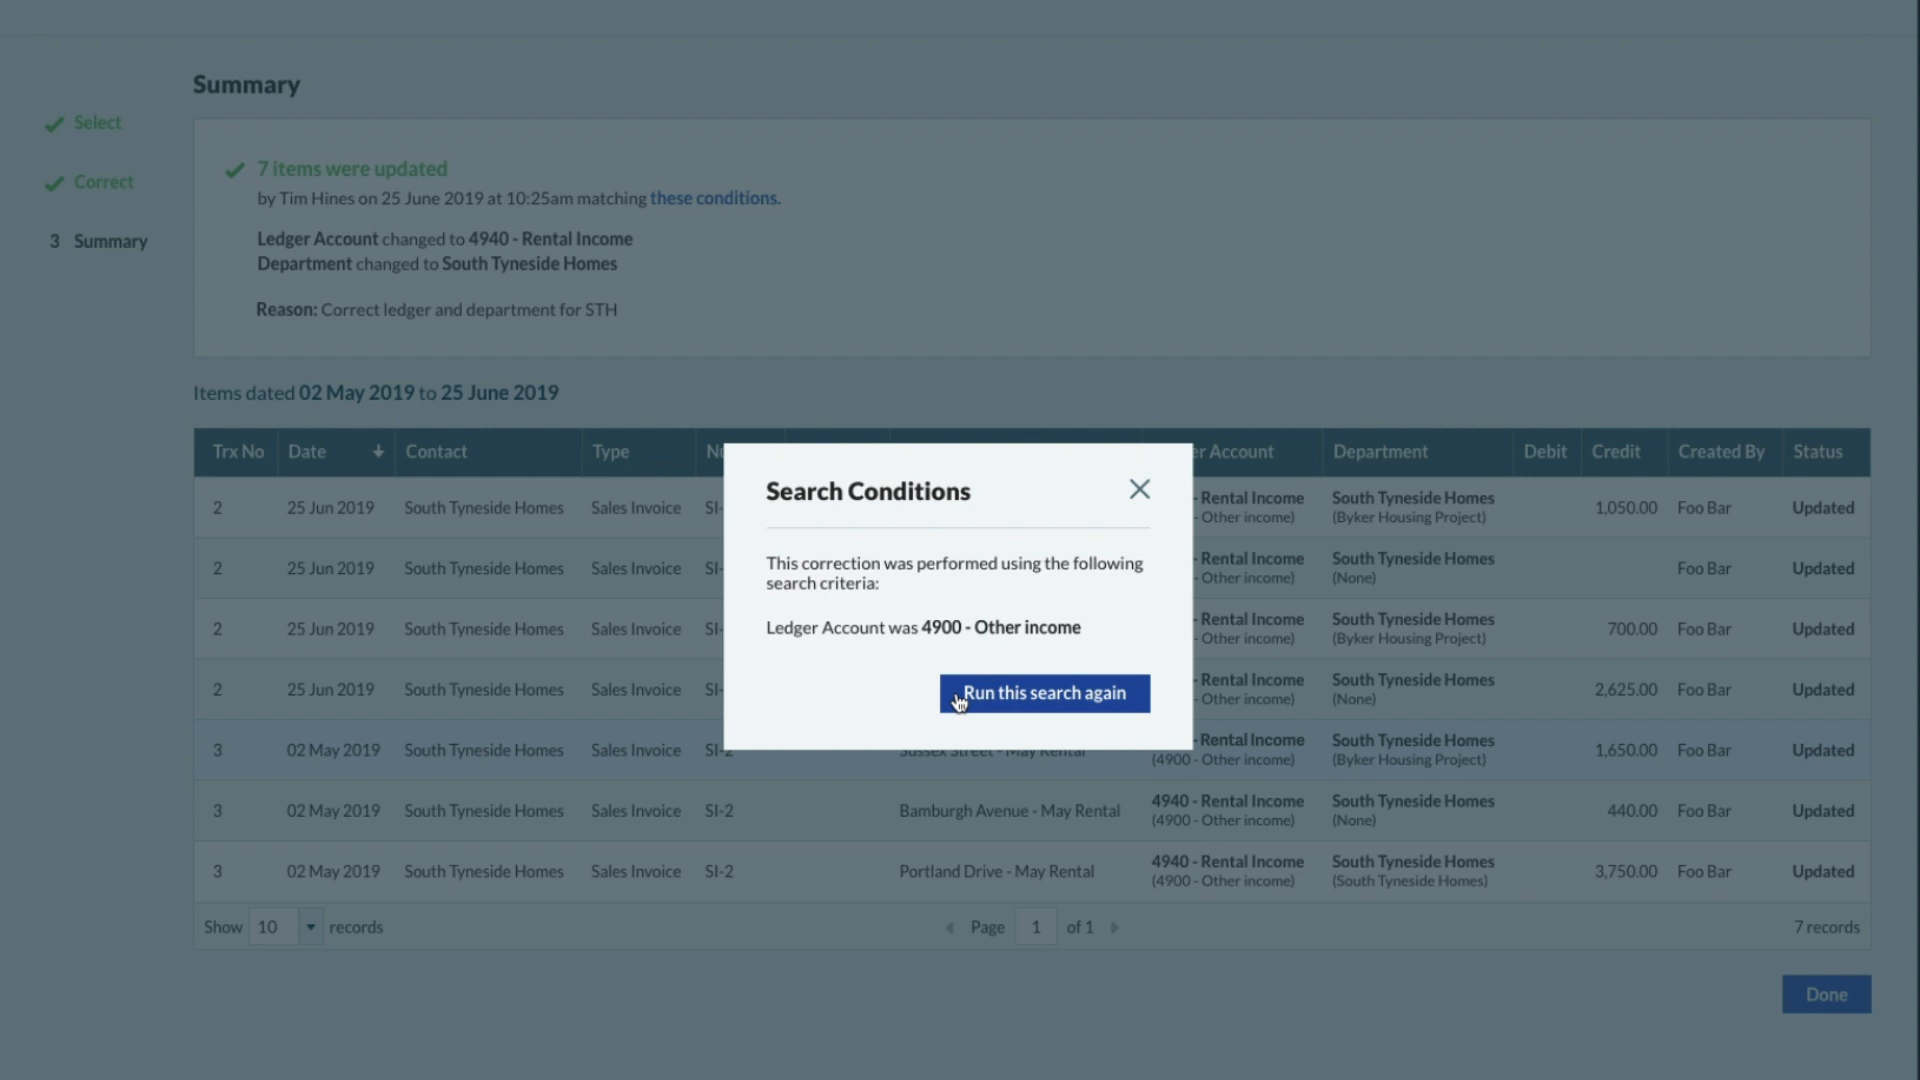 Summary
Select
Correct
3 Summary
7 items were updated
by Tim Hines on 25 June 2019 at 10:25am matching these conditions.
Ledger Account changed to 4940 - Rental Income
Department changed to South Tyneside Homes
Reason: Correct ledger and department for STH
Items dated 02 May 2019 to 25 June 2019
Trx No Date Contact Type Account Department Debit Credit Created By Status
2 25 Jun 2019 South Tyneside Homes Sales Invoice SI- - Rental Income South Tyneside Homes 1,050.00 Foo Bar Updated
- Other income) (Byker Housing Project)
2 25 Jun 2019 South Tyneside Homes Sales Invoice SI- - Rental Income South Tyneside Homes Foo Bar Updated
- Other income) (None)
2 25 Jun 2019 South Tyneside Homes Sales Invoice SI- - Rental Income South Tyneside Homes 700.00 Foo Bar Updated
- Other income) (Byker Housing Project)
2 25 Jun 2019 South Tyneside Homes Sales Invoice SI- - Rental Income South Tyneside Homes 2,625.00 Foo Bar Updated
- Other income) (None)
3 02 May 2019 South Tyneside Homes Sales Invoice SI-2 Sussex Street - May Rental - Rental Income South Tyneside Homes 1,650.00 Foo Bar Updated
(4900 - Other income) (Byker Housing Project)
3 02 May 2019 South Tyneside Homes Sales Invoice SI-2 Bamburgh Avenue - May Rental 4940 - Rental Income South Tyneside Homes 440.00 Foo Bar Updated
(4900 - Other income) (None)
3 02 May 2019 South Tyneside Homes Sales Invoice SI-2 Portland Drive - May Rental 4940 - Rental Income South Tyneside Homes 3,750.00 Foo Bar Updated
(4900 - Other income) (South Tyneside Homes)
Show 10 records Page 1 of 1 7 records
Done
Search Conditions
This correction was performed using the following
search criteria:
Ledger Account was 4900 - Other income
Run this search again